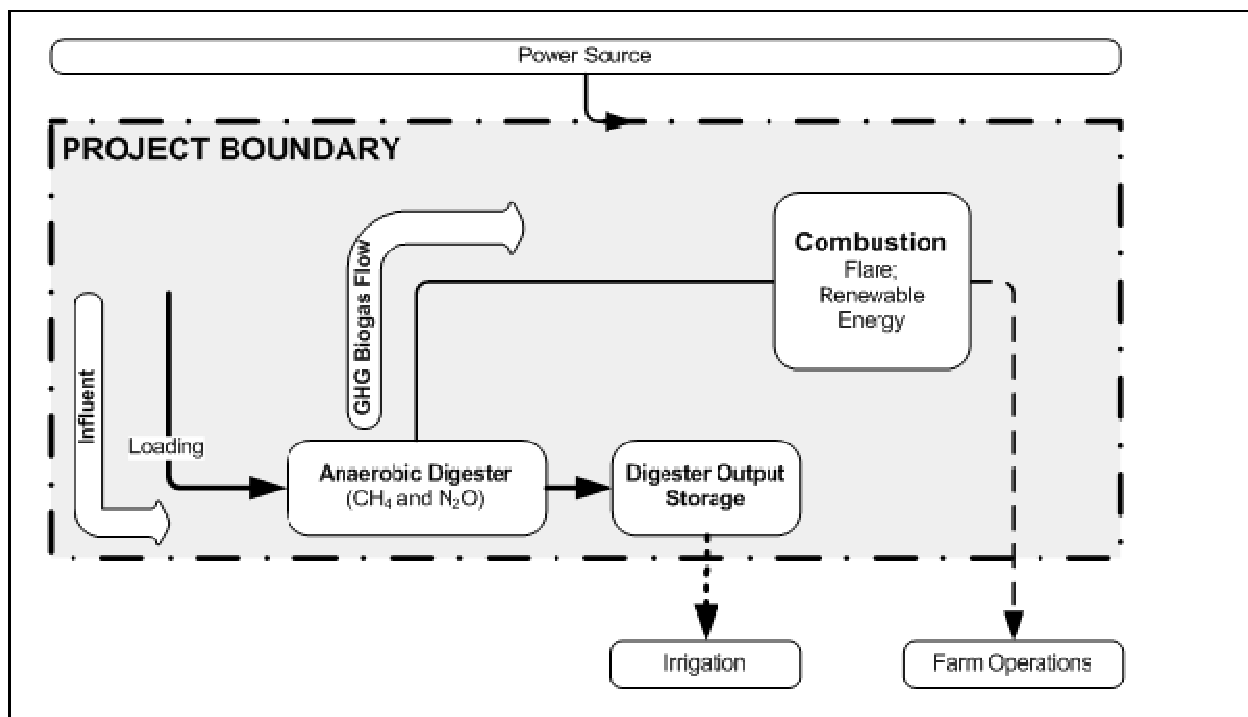 Power Source
PROJECT BOUNDARY
Combustion
Flare;
Renewable
Energy
GHG Biogas Flow
Influent
Loading
Anaerobic Digester
(CH₄ and N₂O)
Digester Output
Storage
Irrigation
Farm Operations